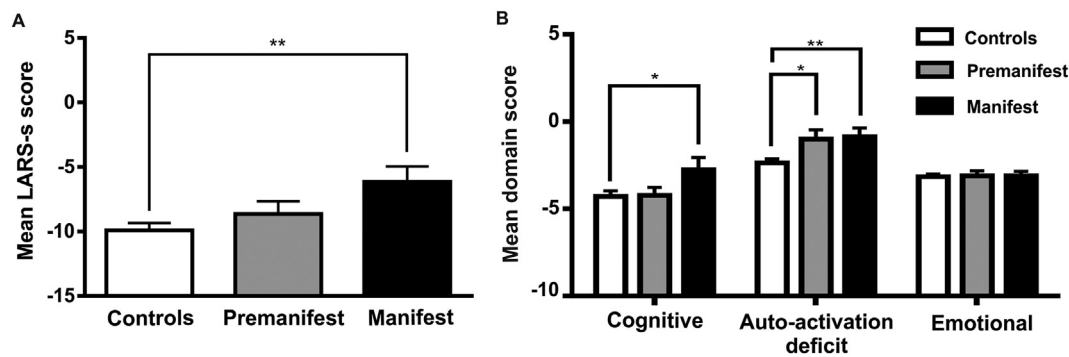 A
Mean LARS-s score
5
0
-5
-10
-15
**
Controls
Premanifest
Manifest
B
Mean domain score
5
0
-5
-10
*
*
**
Controls
Premanifest
Manifest
Cognitive
Auto-activation
deficit
Emotional